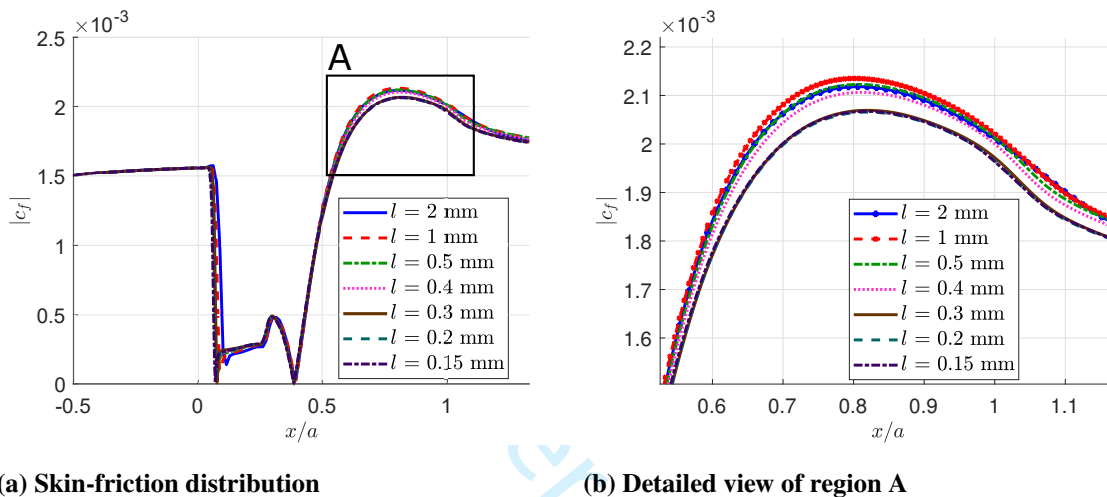 ×10⁻³
2.5
2
1.5
1
0.5
0
|c_f|
A
l = 2 mm
l = 1 mm
l = 0.5 mm
l = 0.4 mm
l = 0.3 mm
l = 0.2 mm
l = 0.15 mm
-0.5 0 0.5 1
x/a
(a) Skin-friction distribution
×10⁻³
2.2
2.1
2
1.9
1.8
1.7
1.6
|c_f|
l = 2 mm
l = 1 mm
l = 0.5 mm
l = 0.4 mm
l = 0.3 mm
l = 0.2 mm
l = 0.15 mm
0.6 0.7 0.8 0.9 1 1.1
x/a
(b) Detailed view of region A